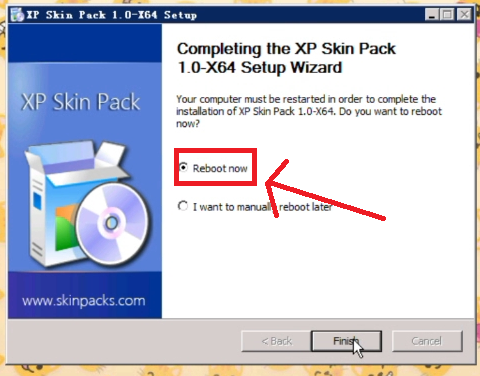 XP Skin Pack 1.0-X64 Setup
Completing the XP Skin Pack
1.0-X64 Setup Wizard
XP Skin Pack
Your computer must be restarted in order to complete the
installation of XP Skin Pack 1.0-X64. Do you want to reboot
now?
Reboot now
I want to manually reboot later
www.skinpacks.com
< Back
Finish
Cancel